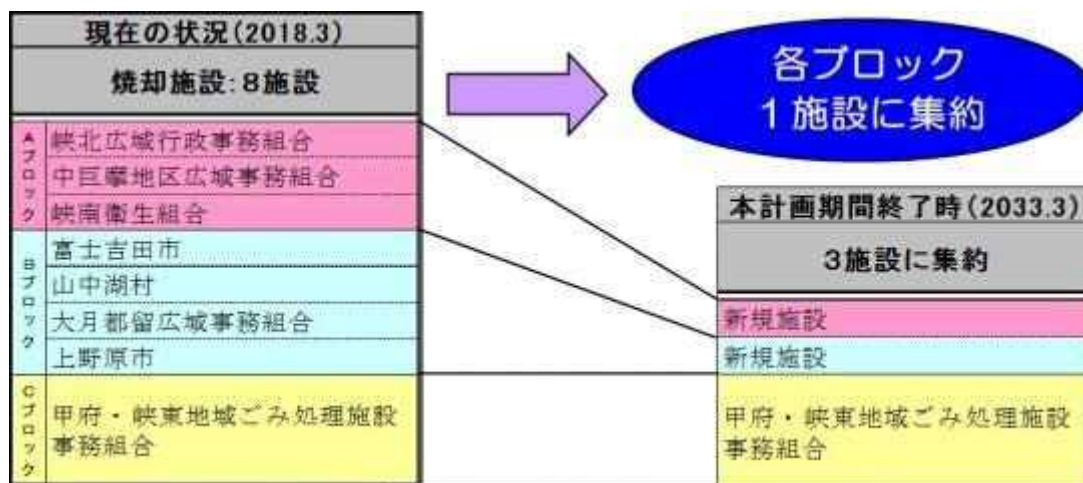 現在の状況(2018.3)
焼却施設:8施設
Aブロック
峡北広域行政事務組合
中巨摩地区広域事務組合
峡南衛生組合
Bブロック
富士吉田市
山中湖村
大月都留広域事務組合
上野原市
Cブロック
甲府・峡東地域ごみ処理施設
事務組合
各ブロック
1施設に集約
本計画期間終了時(2033.3)
3施設に集約
新規施設
新規施設
甲府・峡東地域ごみ処理施設
事務組合